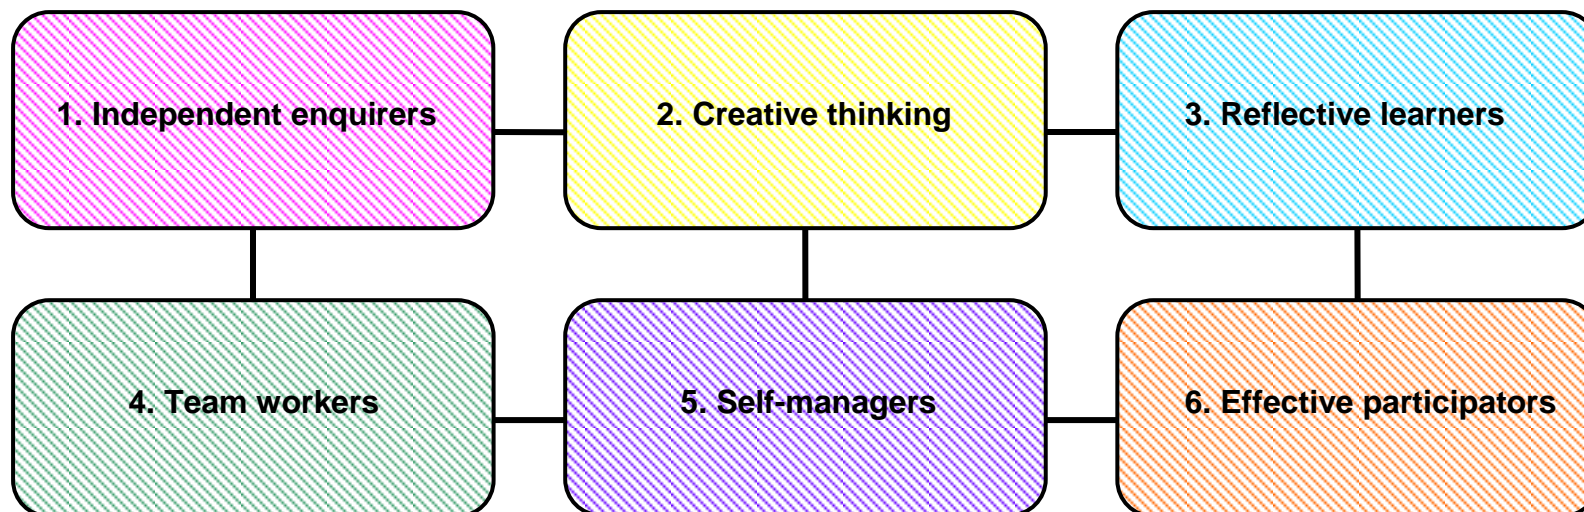 1. Independent enquirers
2. Creative thinking
3. Reflective learners
4. Team workers
5. Self-managers
6. Effective participators